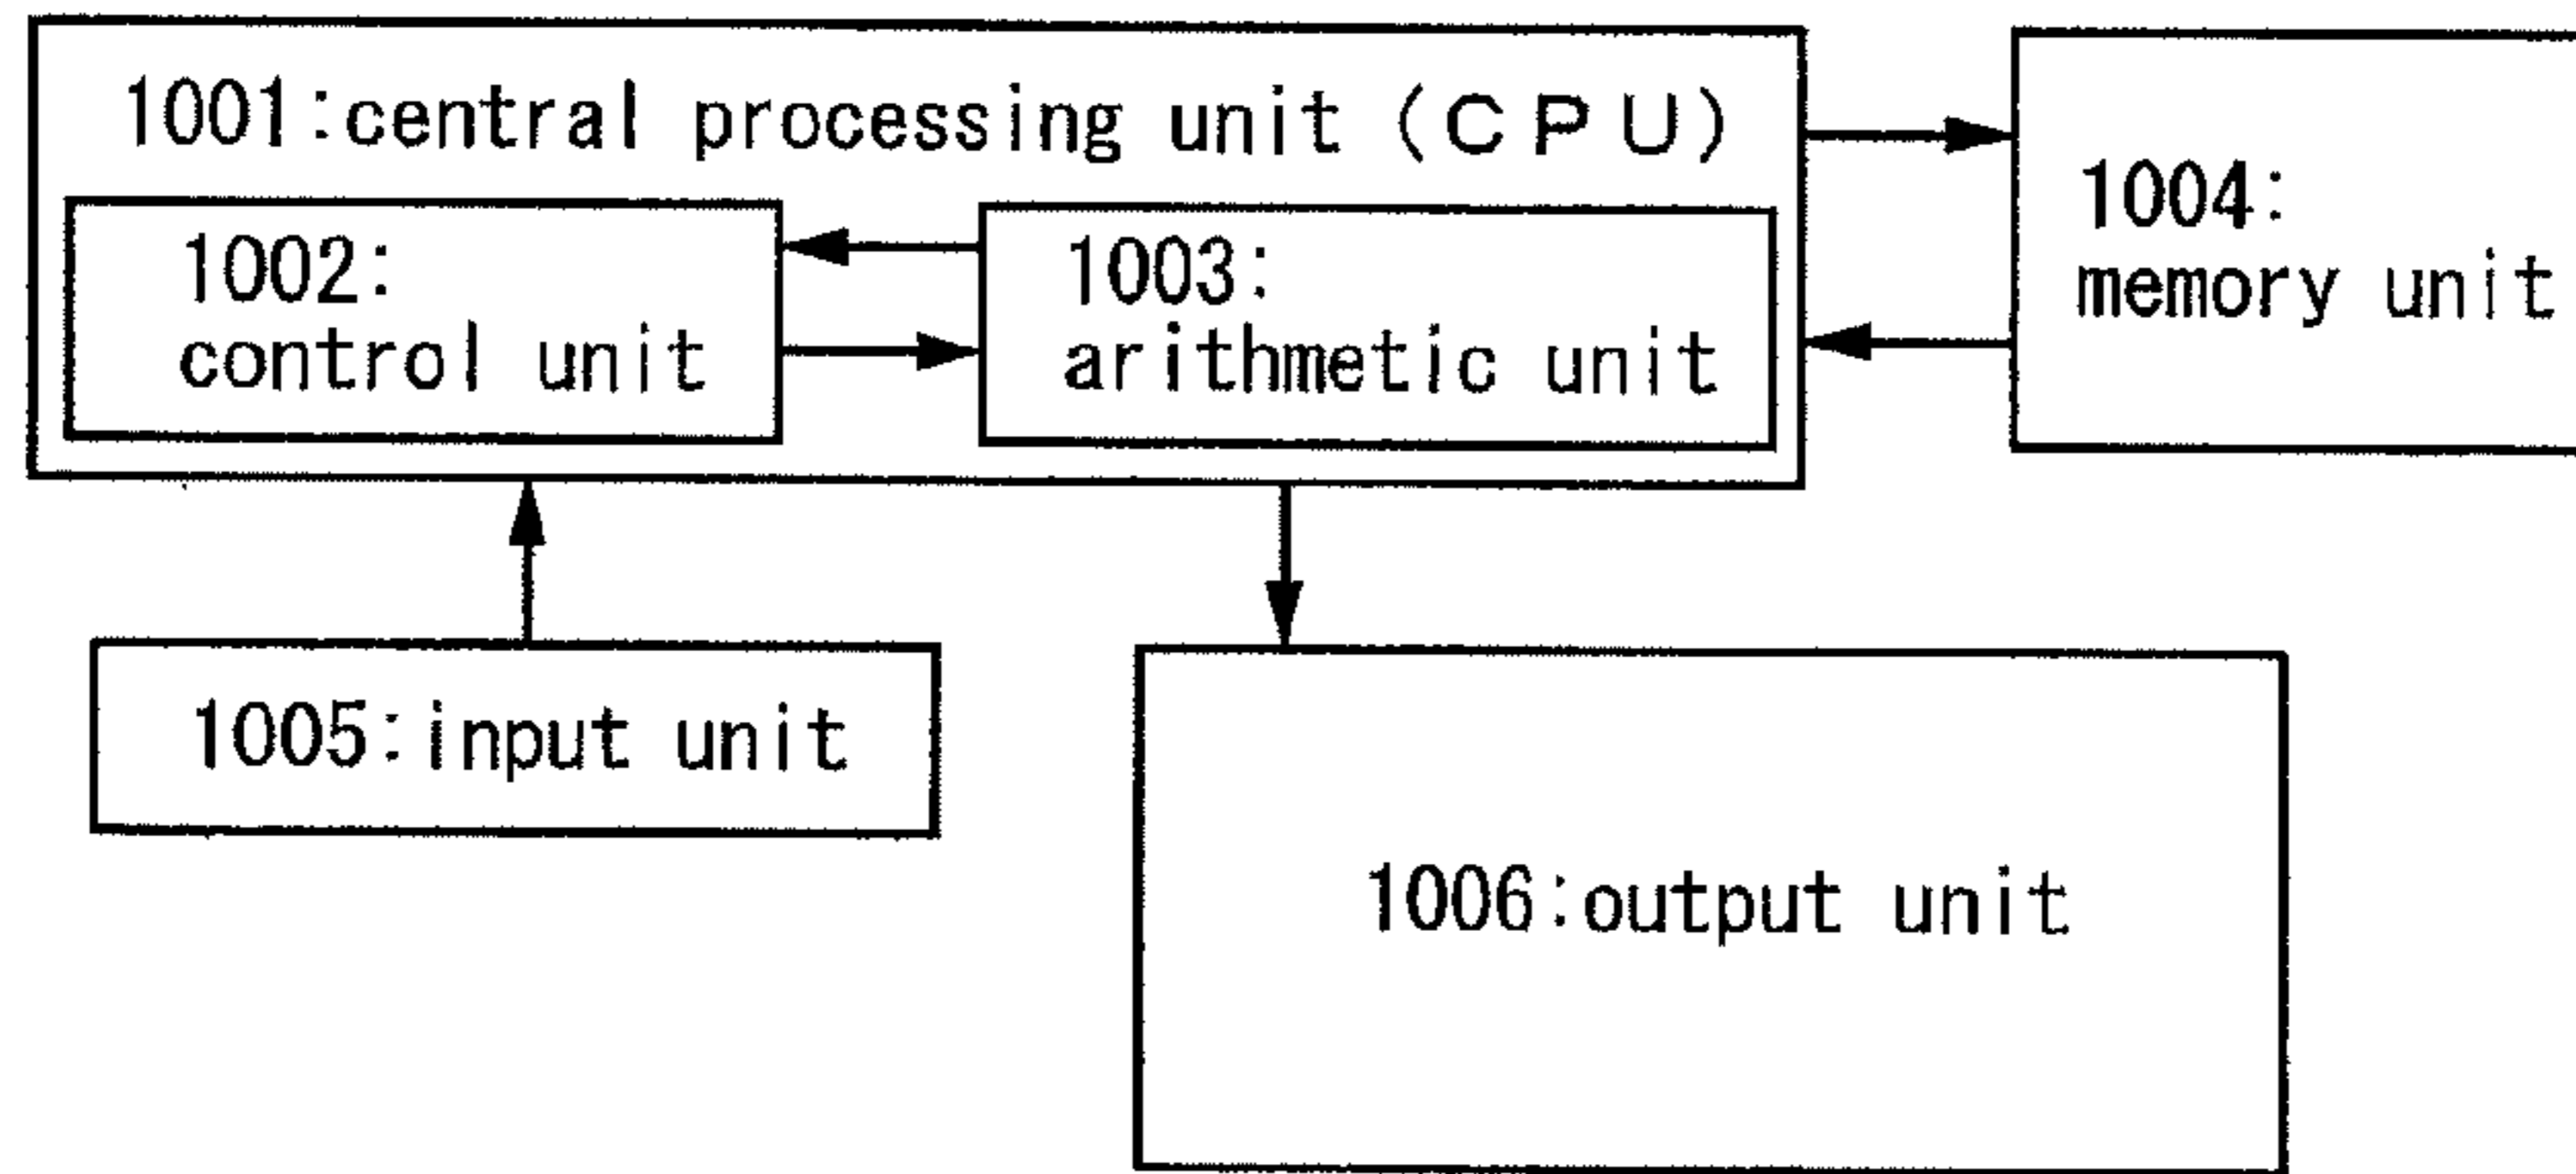 1001:central processing unit (ＣＰＵ)
1002:
control unit
1003:
arithmetic unit
1004:
memory unit
1005:input unit
1006:output unit